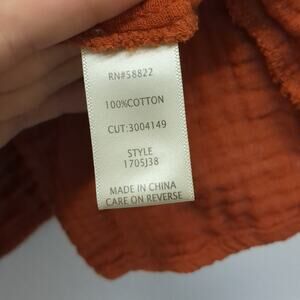 RN#58822
100%COTTON
CUT:3004149
STYLE
1705J38
MADE IN CHINA
CARE ON REVERSE